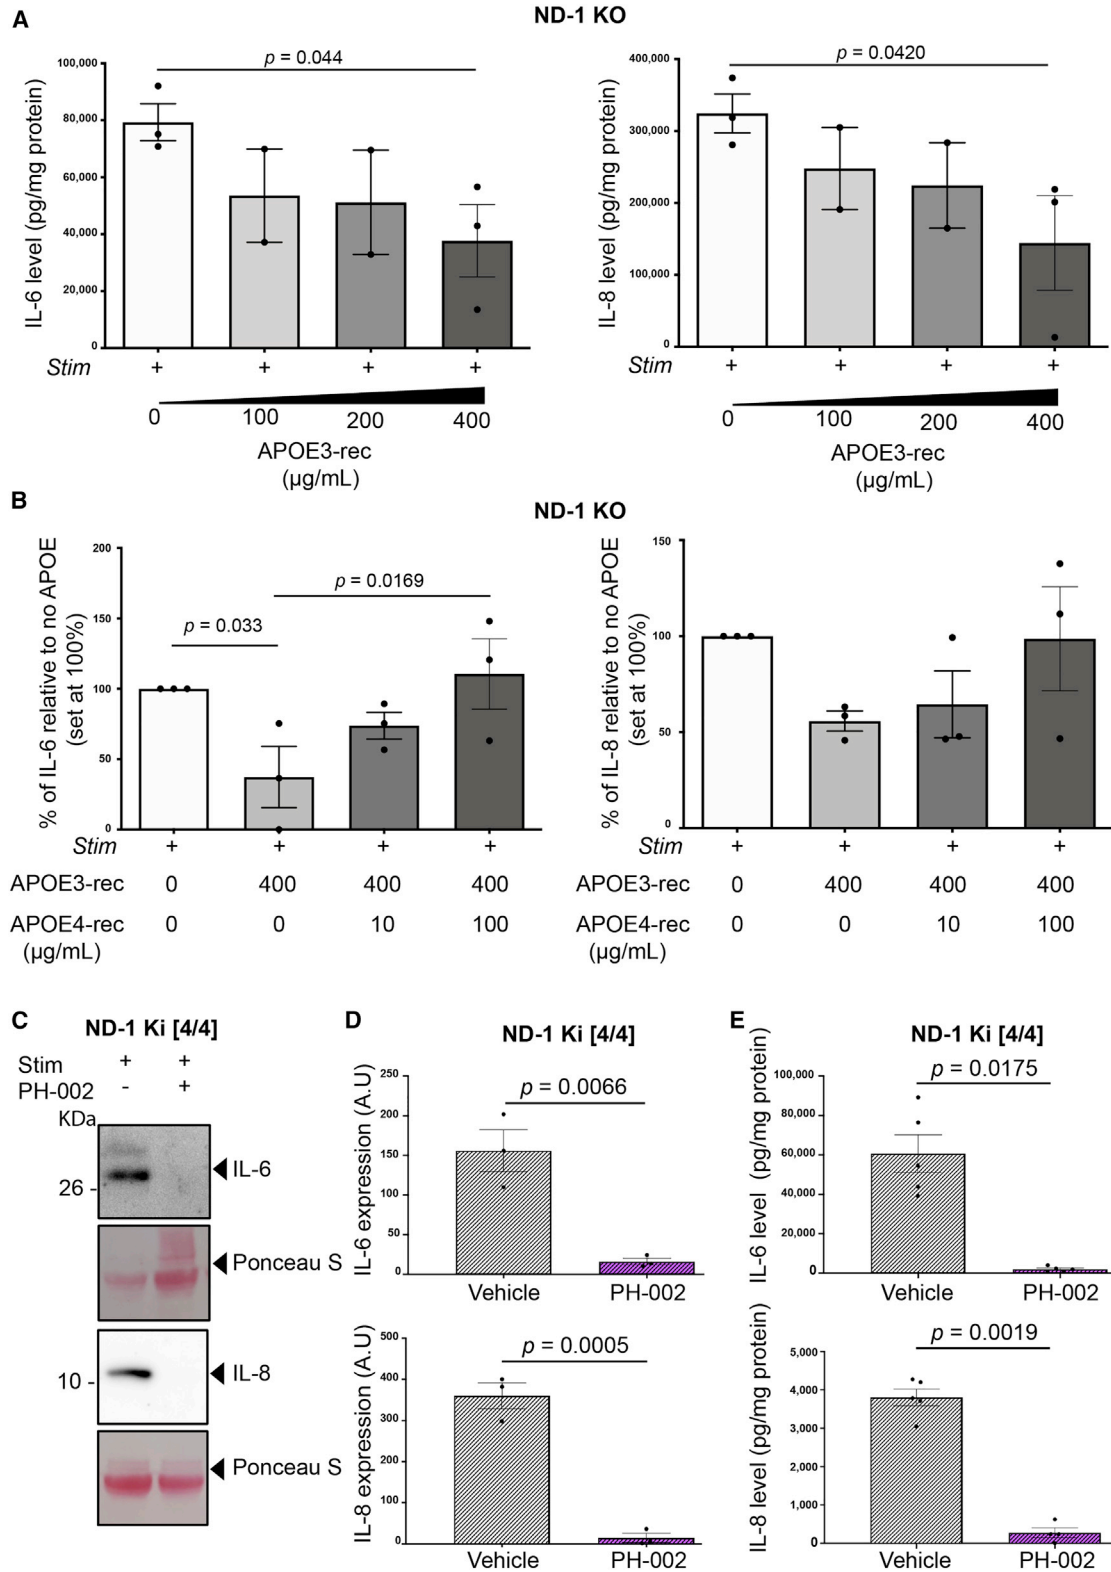 A
ND-1 KO
IL-6 level (pg/mg protein)
100,000
80,000
60,000
40,000
20,000
0
p = 0.044
Stim + + + +
0 100 200 400
APOE3-rec
(µg/mL)
IL-8 level (pg/mg protein)
400,000
300,000
200,000
100,000
0
p = 0.0420
Stim + + + +
0 100 200 400
APOE3-rec
(µg/mL)
B
ND-1 KO
% of IL-6 relative to no APOE
(set at 100%)
200
150
100
50
0
p = 0.033
p = 0.0169
Stim + + + +
APOE3-rec 0 400 400 400
APOE4-rec 0 0 10 100
(µg/mL)
% of IL-8 relative to no APOE
(set at 100%)
150
100
50
0
Stim + + + +
APOE3-rec 0 400 400 400
APOE4-rec 0 0 10 100
(µg/mL)
C
ND-1 Ki [4/4]
Stim + +
PH-002 - +
KDa
26 -
IL-6
Ponceau S
10 -
IL-8
Ponceau S
D
ND-1 Ki [4/4]
IL-6 expression (A.U)
250
200
150
100
50
0
p = 0.0066
Vehicle PH-002
IL-8 expression (A.U)
500
400
300
200
100
0
p = 0.0005
Vehicle PH-002
E
ND-1 Ki [4/4]
IL-6 level (pg/mg protein)
100,000
80,000
60,000
40,000
20,000
0
p = 0.0175
Vehicle PH-002
IL-8 level (pg/mg protein)
5,000
4,000
3,000
2,000
1,000
0
p = 0.0019
Vehicle PH-002